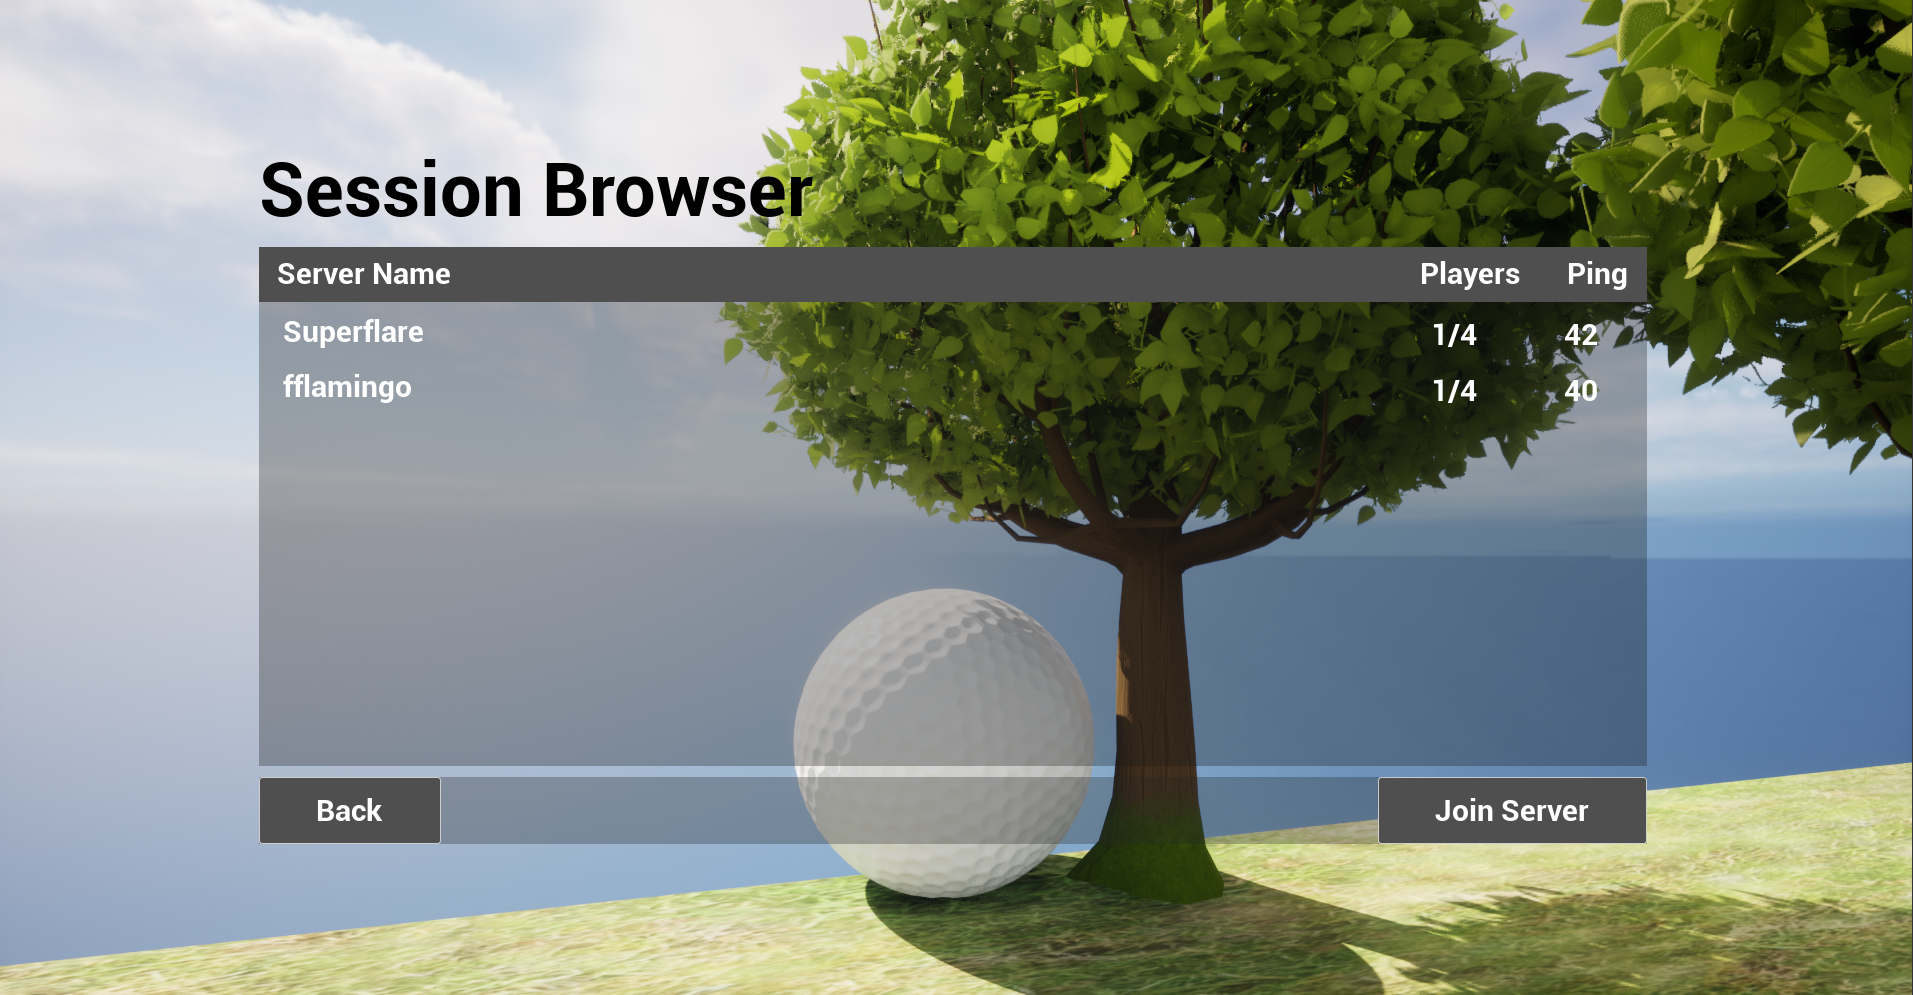 Session Browser
Server Name Players Ping
Superflare 1/4 42
fflamingo 1/4 40
Back Join Server